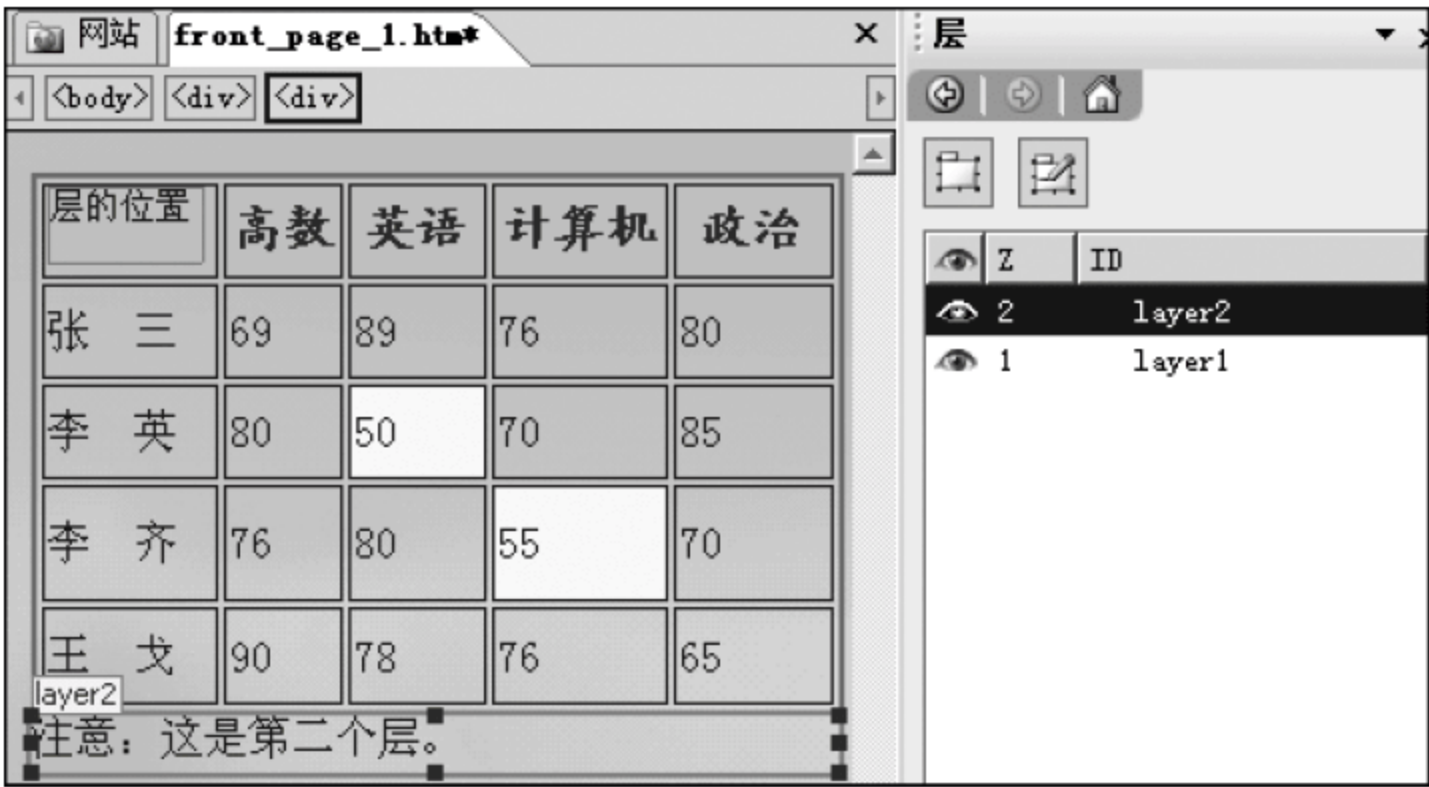 网站 front_page_1.htm*
层
<body> <div> <div>
层的位置 高数 英语 计算机 政治
张 三 69 89 76 80
李 英 80 50 70 85
李 齐 76 80 55 70
王 戈 90 78 76 65
layer2
注意：这是第二个层。
Z ID
2 layer2
1 layer1